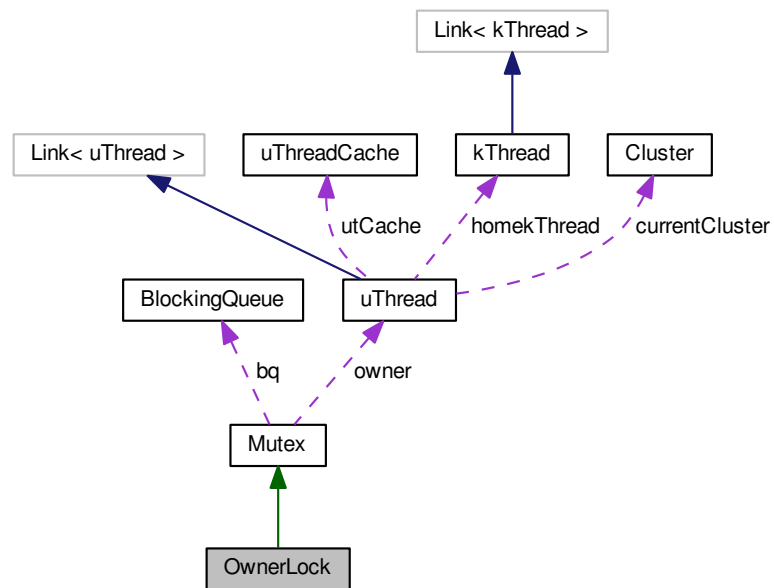 Link< kThread >
Link< uThread >
uThreadCache
kThread
Cluster
utCache
homekThread
currentCluster
BlockingQueue
uThread
bq
owner
Mutex
OwnerLock